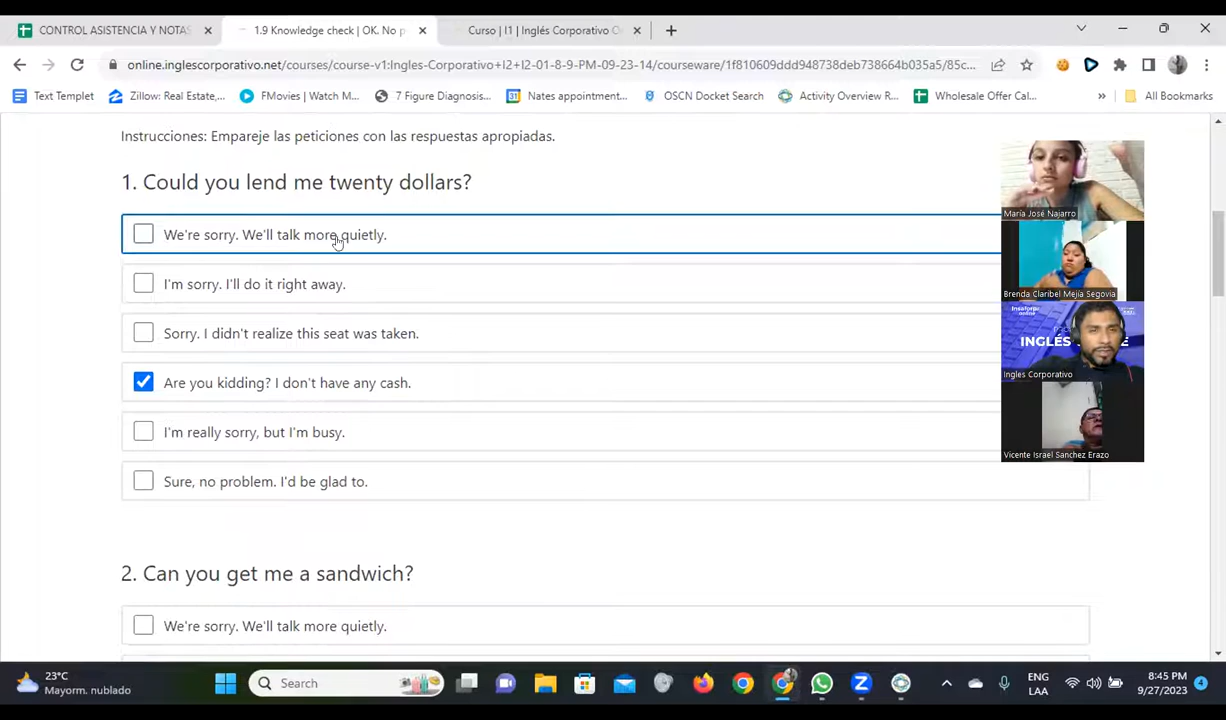 CONTROL ASISTENCIA Y NOTAS
1.9 Knowledge check | OK. No p
Curso | I1 | Inglés Corporativo O
online.inglescorporativo.net/courses/course-v1:Ingles-Corporativo+I2+I2-01-8-9-PM-09-23-14/courseware/1f810609ddd948738deb738664b035a5/85c...
Text Templet
Zillow: Real Estate,...
FMovies | Watch M...
7 Figure Diagnosis...
Nates appointment...
OSCN Docket Search
Activity Overview R...
Wholesale Offer Cal...
»
All Bookmarks
Instrucciones: Empareje las peticiones con las respuestas apropiadas.
1. Could you lend me twenty dollars?
We're sorry. We'll talk more quietly.
I'm sorry. I'll do it right away.
Sorry. I didn't realize this seat was taken.
Are you kidding? I don't have any cash.
I'm really sorry, but I'm busy.
Sure, no problem. I'd be glad to.
2. Can you get me a sandwich?
We're sorry. We'll talk more quietly.
María José Najarro
Brenda Claribel Mejía Segovia
INGLÉS
Ingles Corporativo
Vicente Israel Sanchez Erazo
23°C
Mayorm. nublado
Search
ENG
LAA
8:45 PM
9/27/2023
4